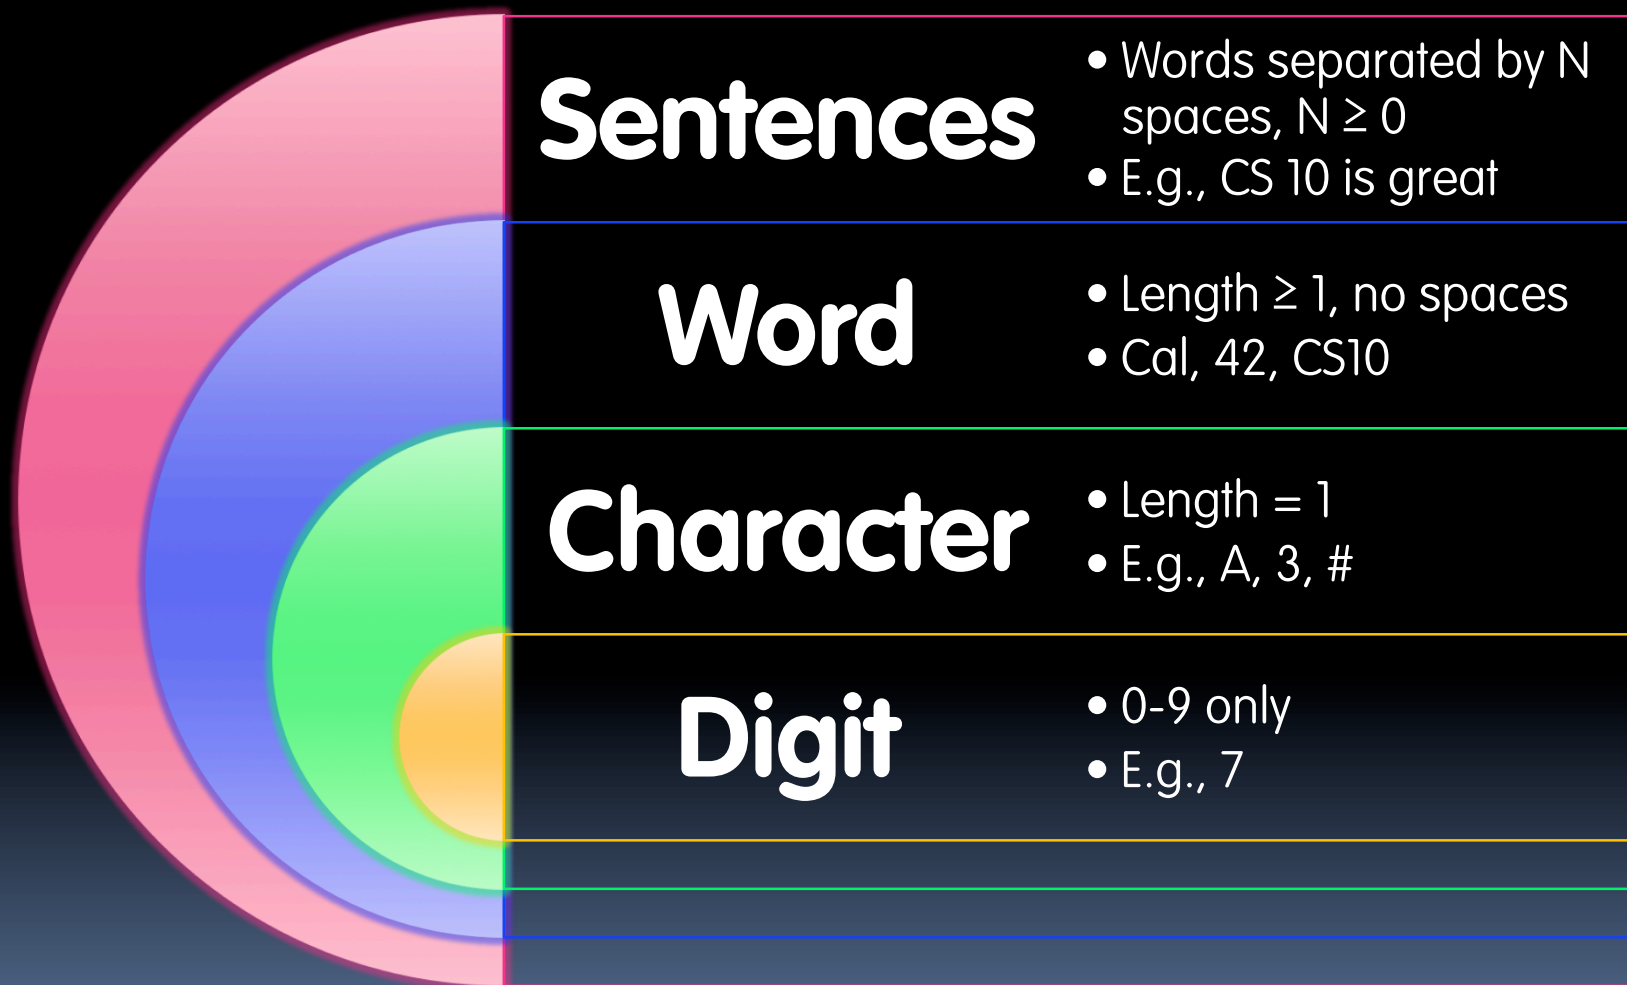 Sentences
• Words separated by N
spaces, N ≥ 0
• E.g., CS 10 is great
Word
• Length ≥ 1, no spaces
• Cal, 42, CS10
Character
• Length = 1
• E.g., A, 3, #
Digit
• 0-9 only
• E.g., 7